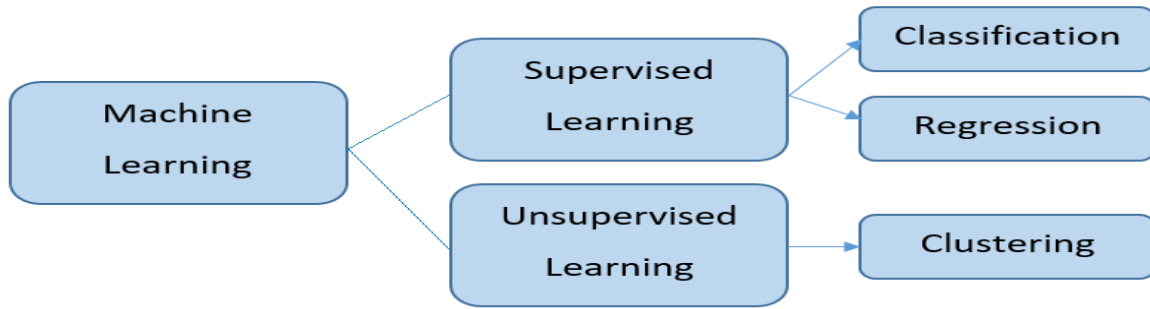 Machine
Learning
Supervised
Learning
Classification
Regression
Unsupervised
Learning
Clustering